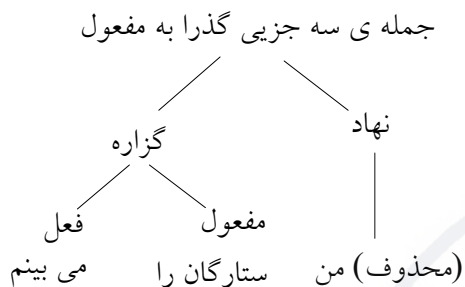 جمله ی سه جزیی گذرا به مفعول
نهاد
گزاره
مفعول
فعل
(محذوف) من
ستارگان را
می بینم